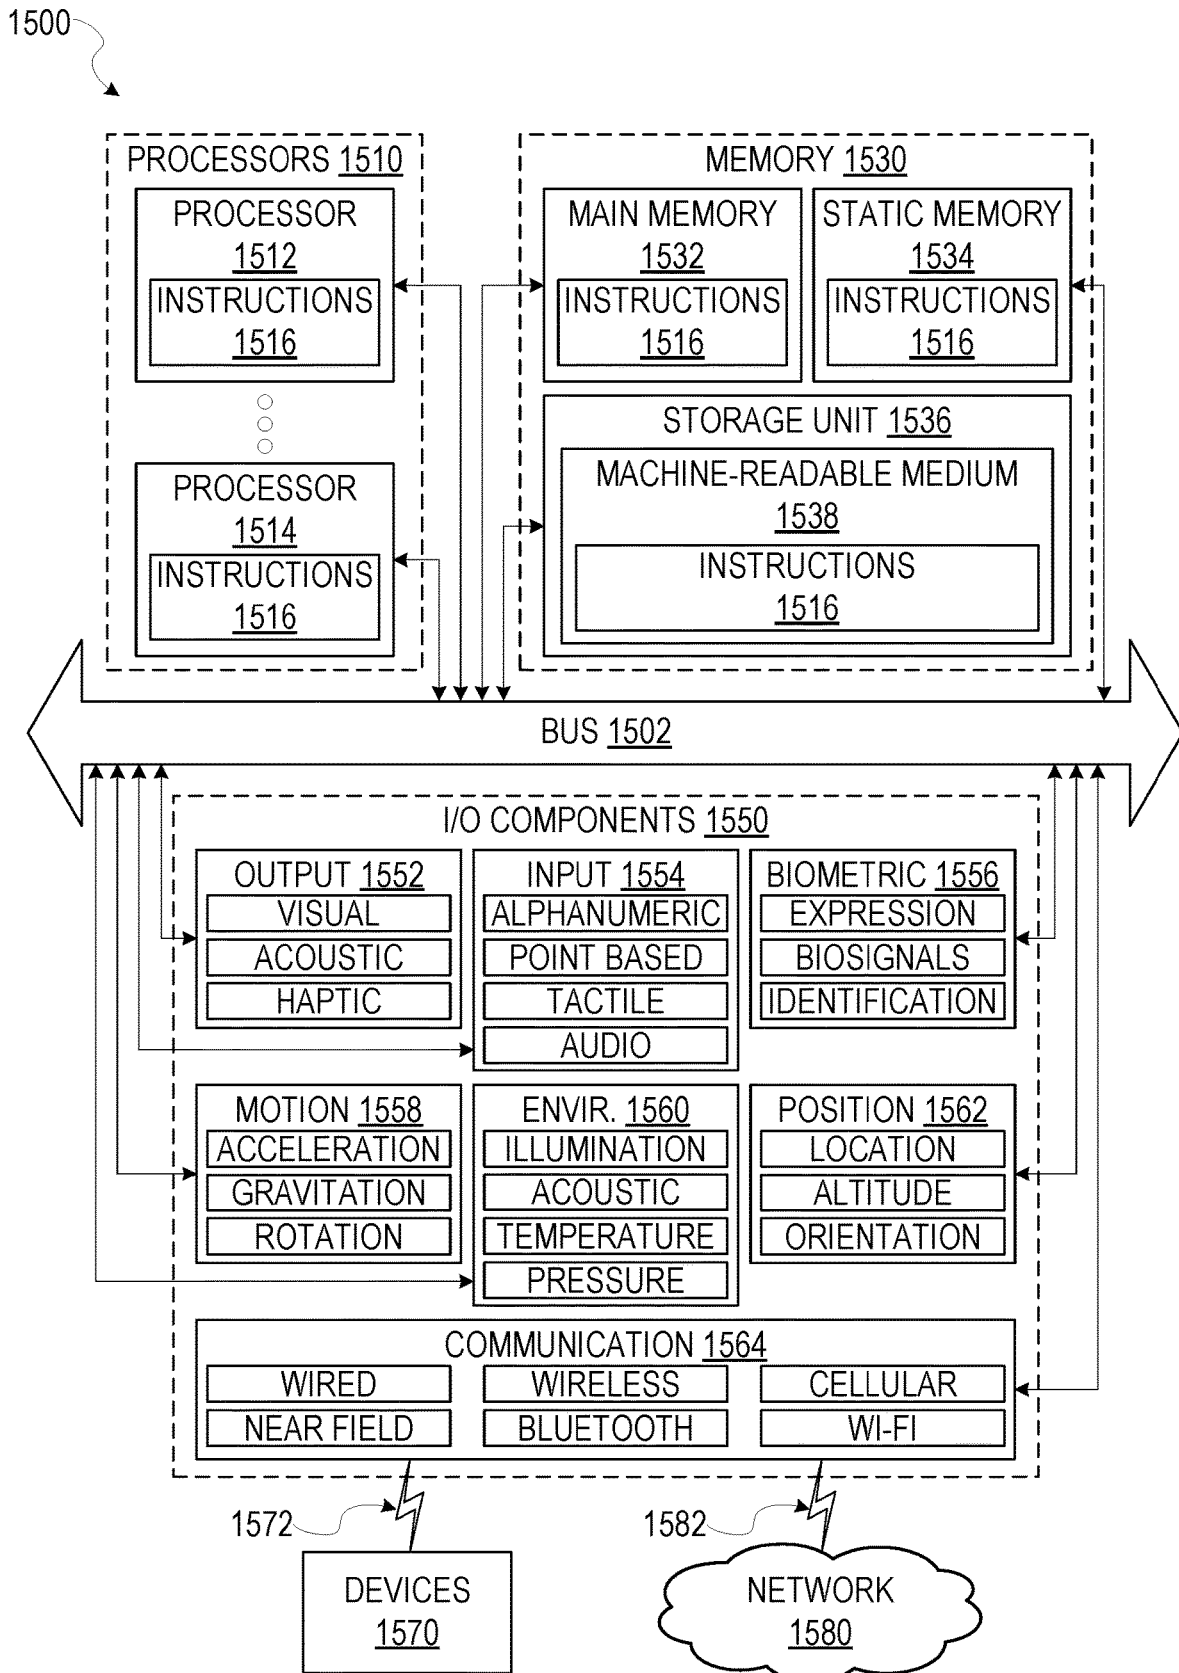 1500
PROCESSORS 1510
PROCESSOR
1512
INSTRUCTIONS
1516
PROCESSOR
1514
INSTRUCTIONS
1516
MEMORY 1530
MAIN MEMORY
1532
INSTRUCTIONS
1516
STATIC MEMORY
1534
INSTRUCTIONS
1516
STORAGE UNIT 1536
MACHINE-READABLE MEDIUM
1538
INSTRUCTIONS
1516
BUS 1502
I/O COMPONENTS 1550
OUTPUT 1552
VISUAL
ACOUSTIC
HAPTIC
INPUT 1554
ALPHANUMERIC
POINT BASED
TACTILE
AUDIO
BIOMETRIC 1556
EXPRESSION
BIOSIGNALS
IDENTIFICATION
MOTION 1558
ACCELERATION
GRAVITATION
ROTATION
ENVIR. 1560
ILLUMINATION
ACOUSTIC
TEMPERATURE
PRESSURE
POSITION 1562
LOCATION
ALTITUDE
ORIENTATION
COMMUNICATION 1564
WIRED
WIRELESS
CELLULAR
NEAR FIELD
BLUETOOTH
WI-FI
1572
1582
DEVICES
1570
NETWORK
1580